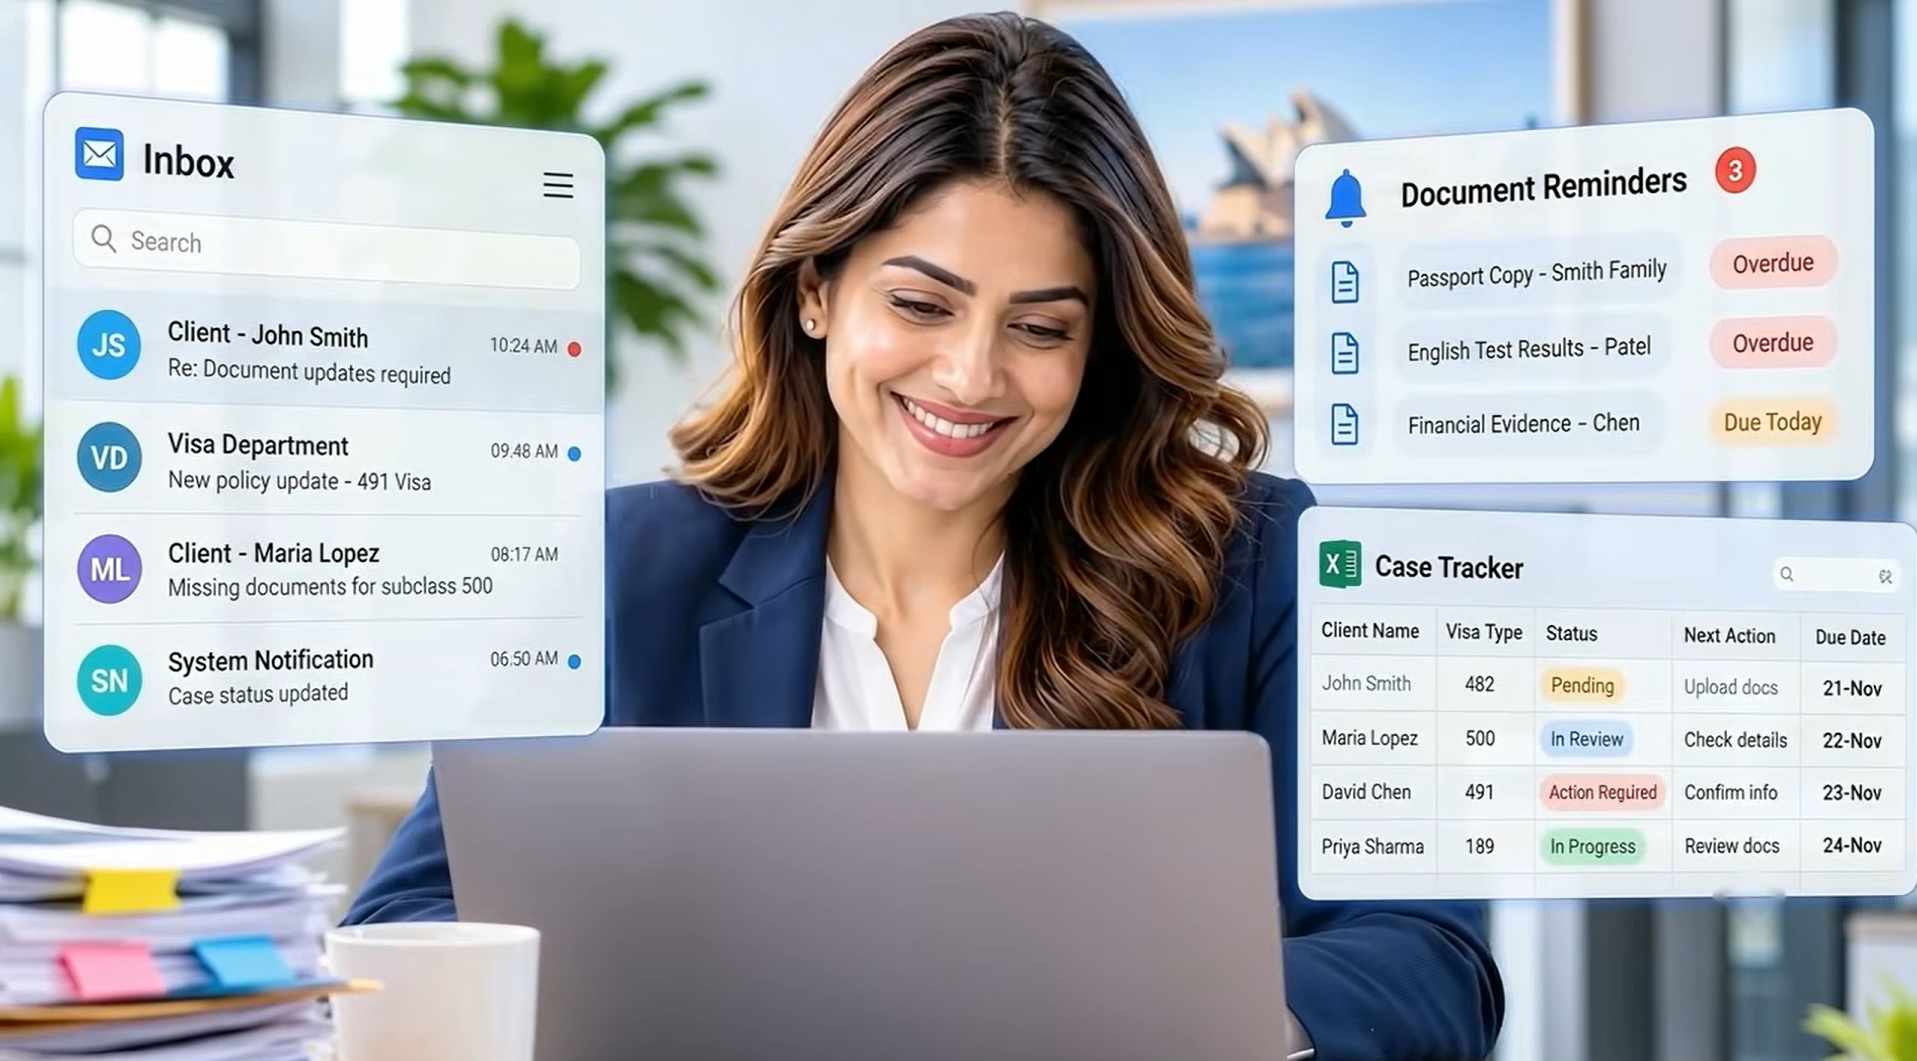 Inbox
Search
JS
Client - John Smith
10:24 AM
Re: Document updates required
VD
Visa Department
09:48 AM
New policy update - 491 Visa
ML
Client - Maria Lopez
08:17 AM
Missing documents for subclass 500
SN
System Notification
06:50 AM
Case status updated
Document Reminders 3
Passport Copy - Smith Family Overdue
English Test Results - Patel Overdue
Financial Evidence - Chen Due Today
X Case Tracker
Client Name Visa Type Status Next Action Due Date
John Smith 482 Pending Upload docs 21-Nov
Maria Lopez 500 In Review Check details 22-Nov
David Chen 491 Action Required Confirm info 23-Nov
Priya Sharma 189 In Progress Review docs 24-Nov